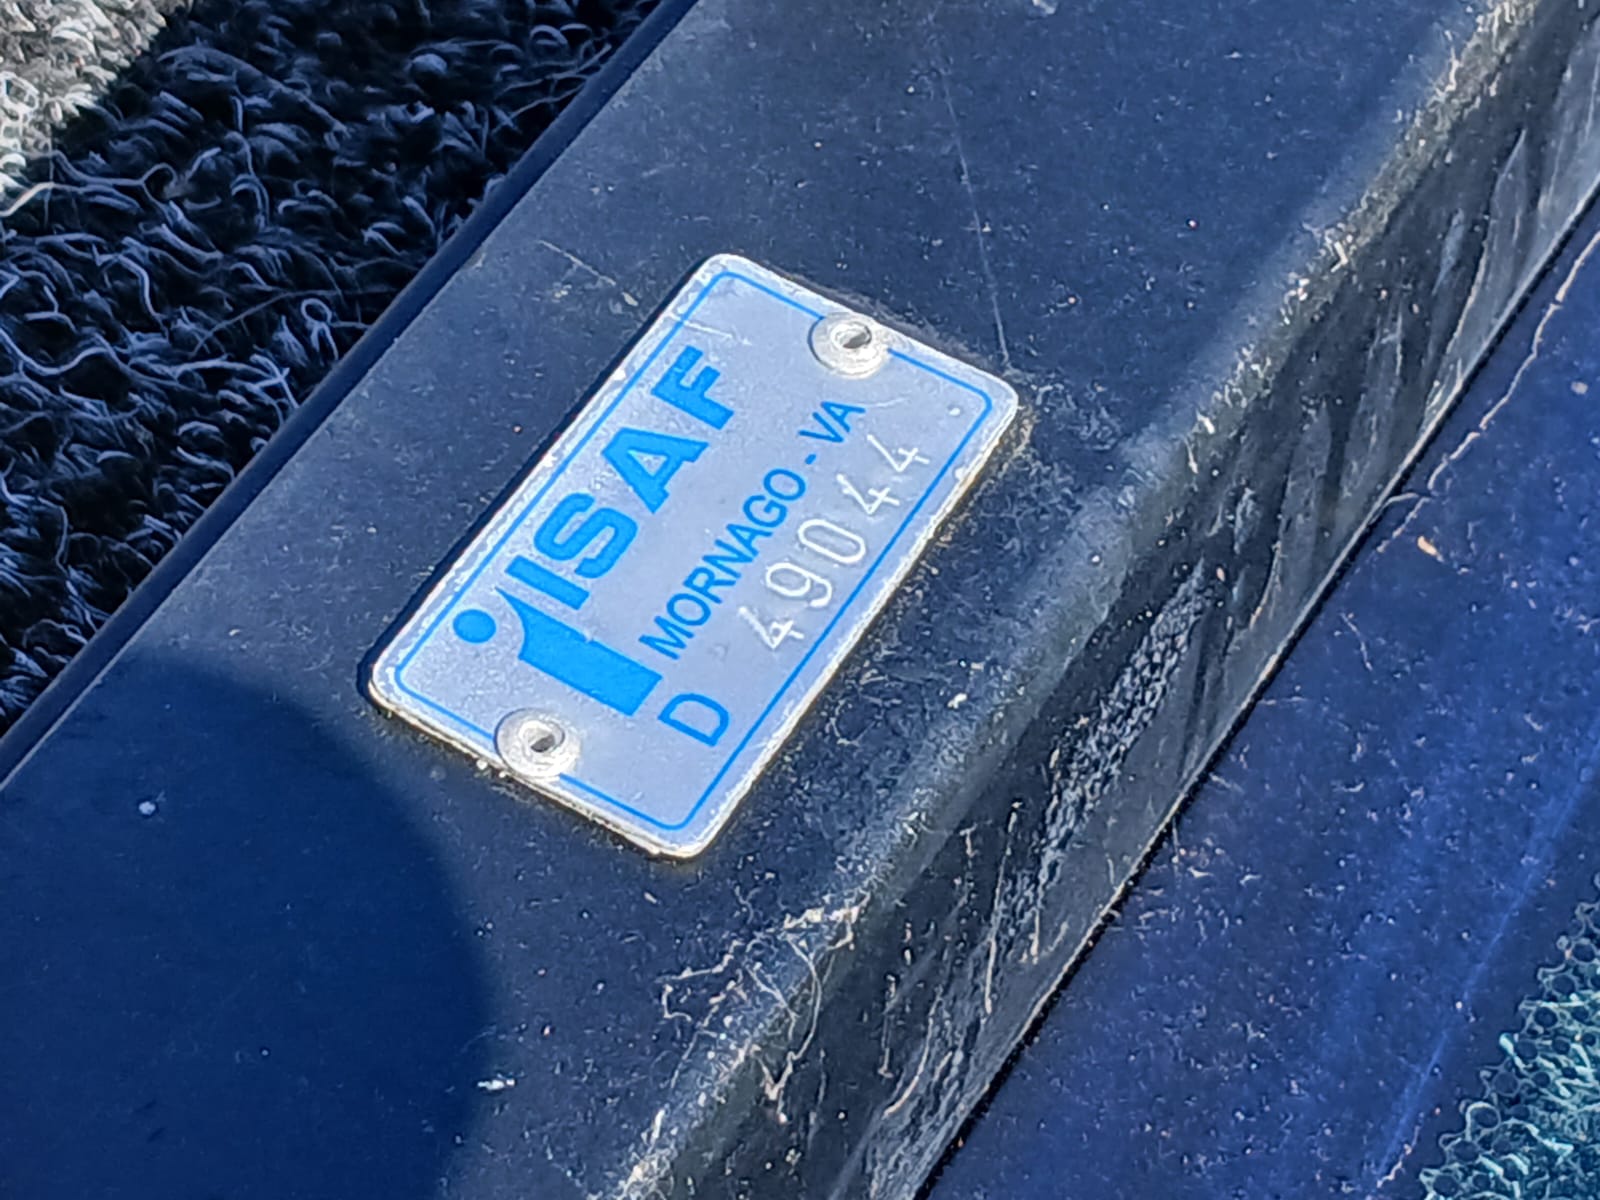 ISAF
MORNAGO - VA
D 49044